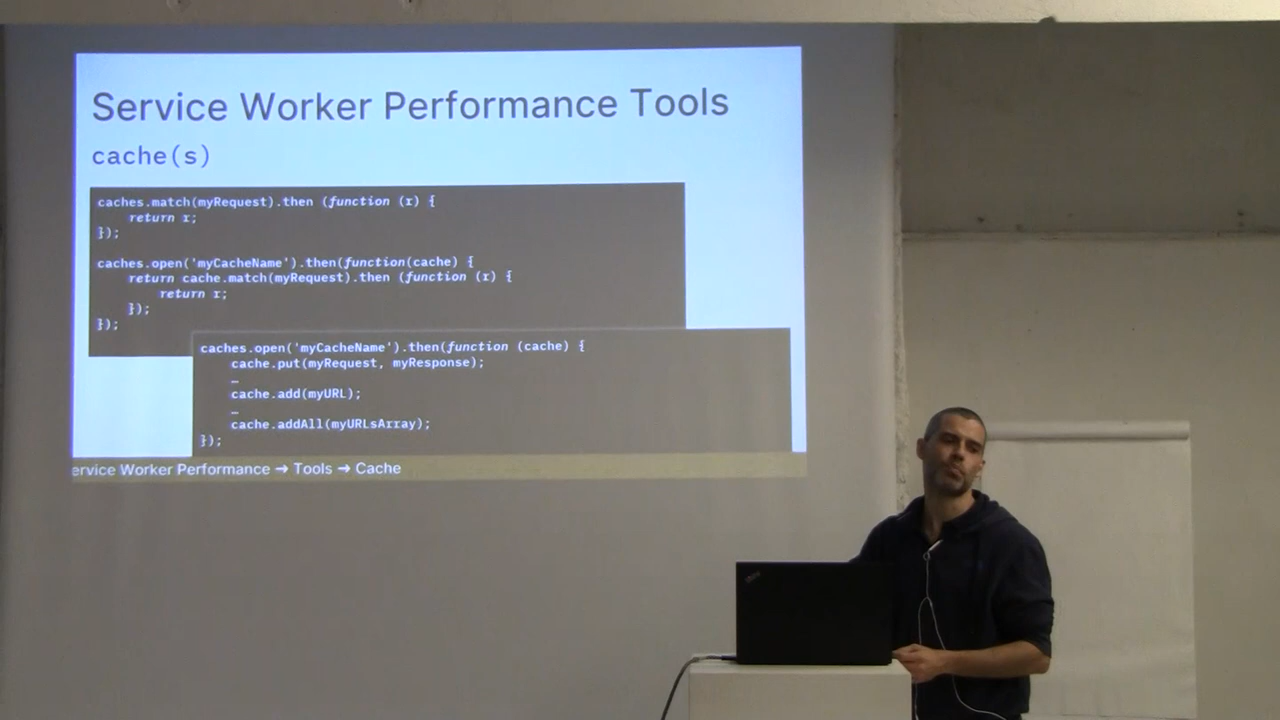 Service Worker Performance Tools
cache(s)
caches.match(myRequest).then (function (r) {
    return r;
});
caches.open('myCacheName').then(function(cache) {
    return cache.match(myRequest).then (function (r) {
        return r;
    });
});
caches.open('myCacheName').then(function (cache) {
    cache.put(myRequest, myResponse);
    …
    cache.add(myURL);
    …
    cache.addAll(myURLsArray);
});
ervice Worker Performance → Tools → Cache